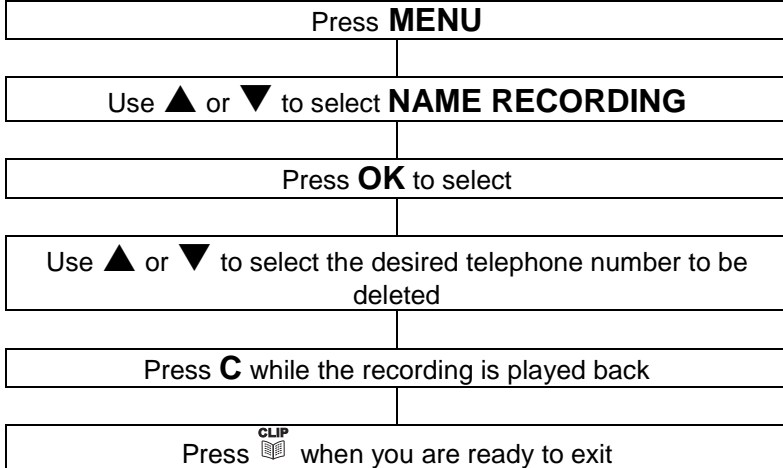 Press MENU
Use ▲ or ▼ to select NAME RECORDING
Press OK to select
Use ▲ or ▼ to select the desired telephone number to be
deleted
Press C while the recording is played back
CLIP
Press when you are ready to exit